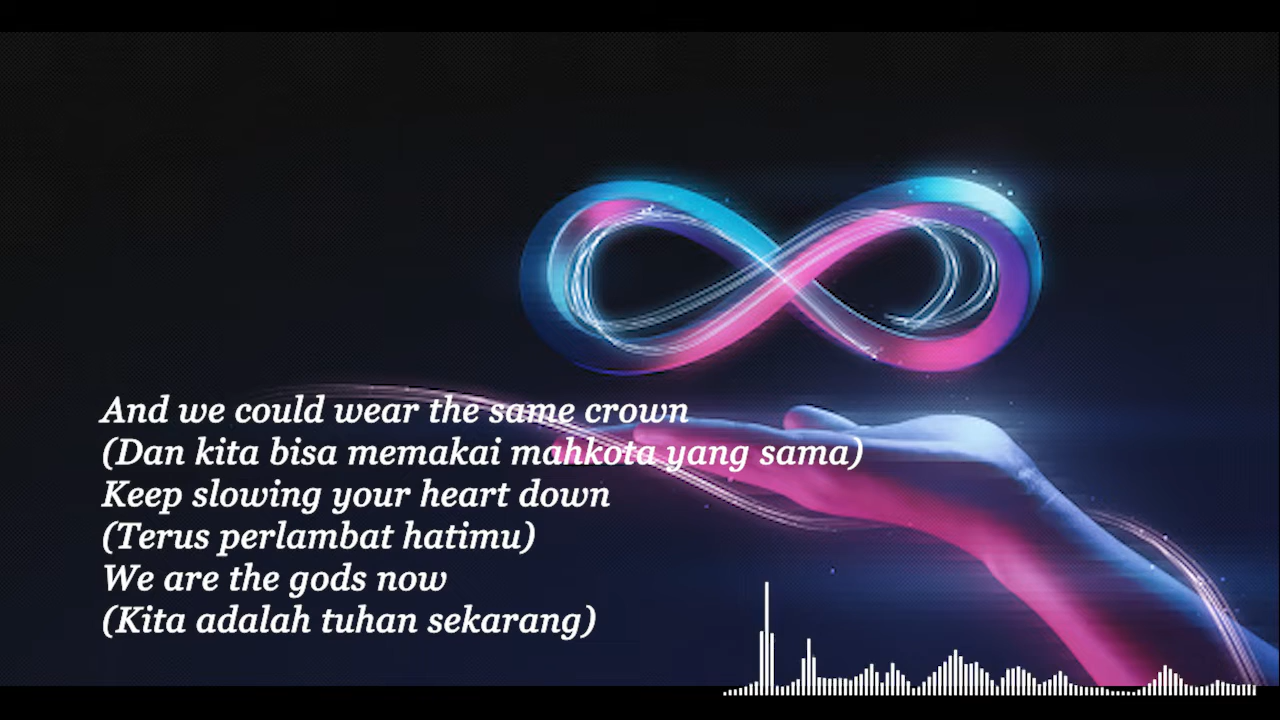 And we could wear the same crown
(Dan kita bisa memakai mahkota yang sama)
Keep slowing your heart down
(Terus perlambat hatimu)
We are the gods now
(Kita adalah tuhan sekarang)